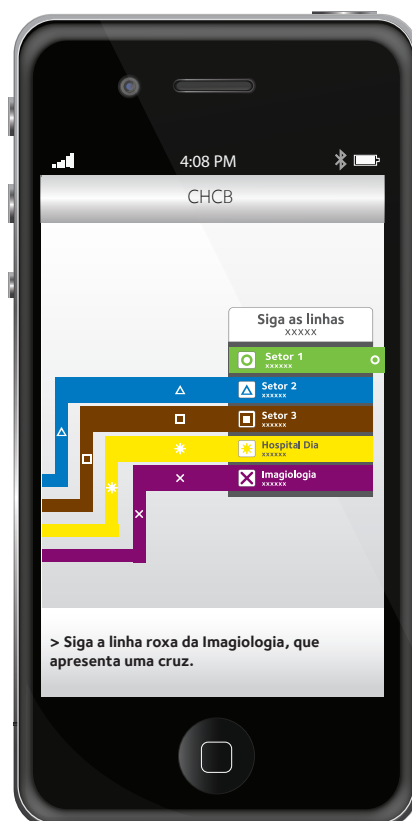 4:08 PM
CHCB
Siga as linhas
xxxxx
Setor 1
xxxxxx
Setor 2
xxxxxx
Setor 3
xxxxxx
Hospital Dia
xxxxxx
Imagiologia
xxxxxx
> Siga a linha roxa da Imagiologia, que
apresenta uma cruz.